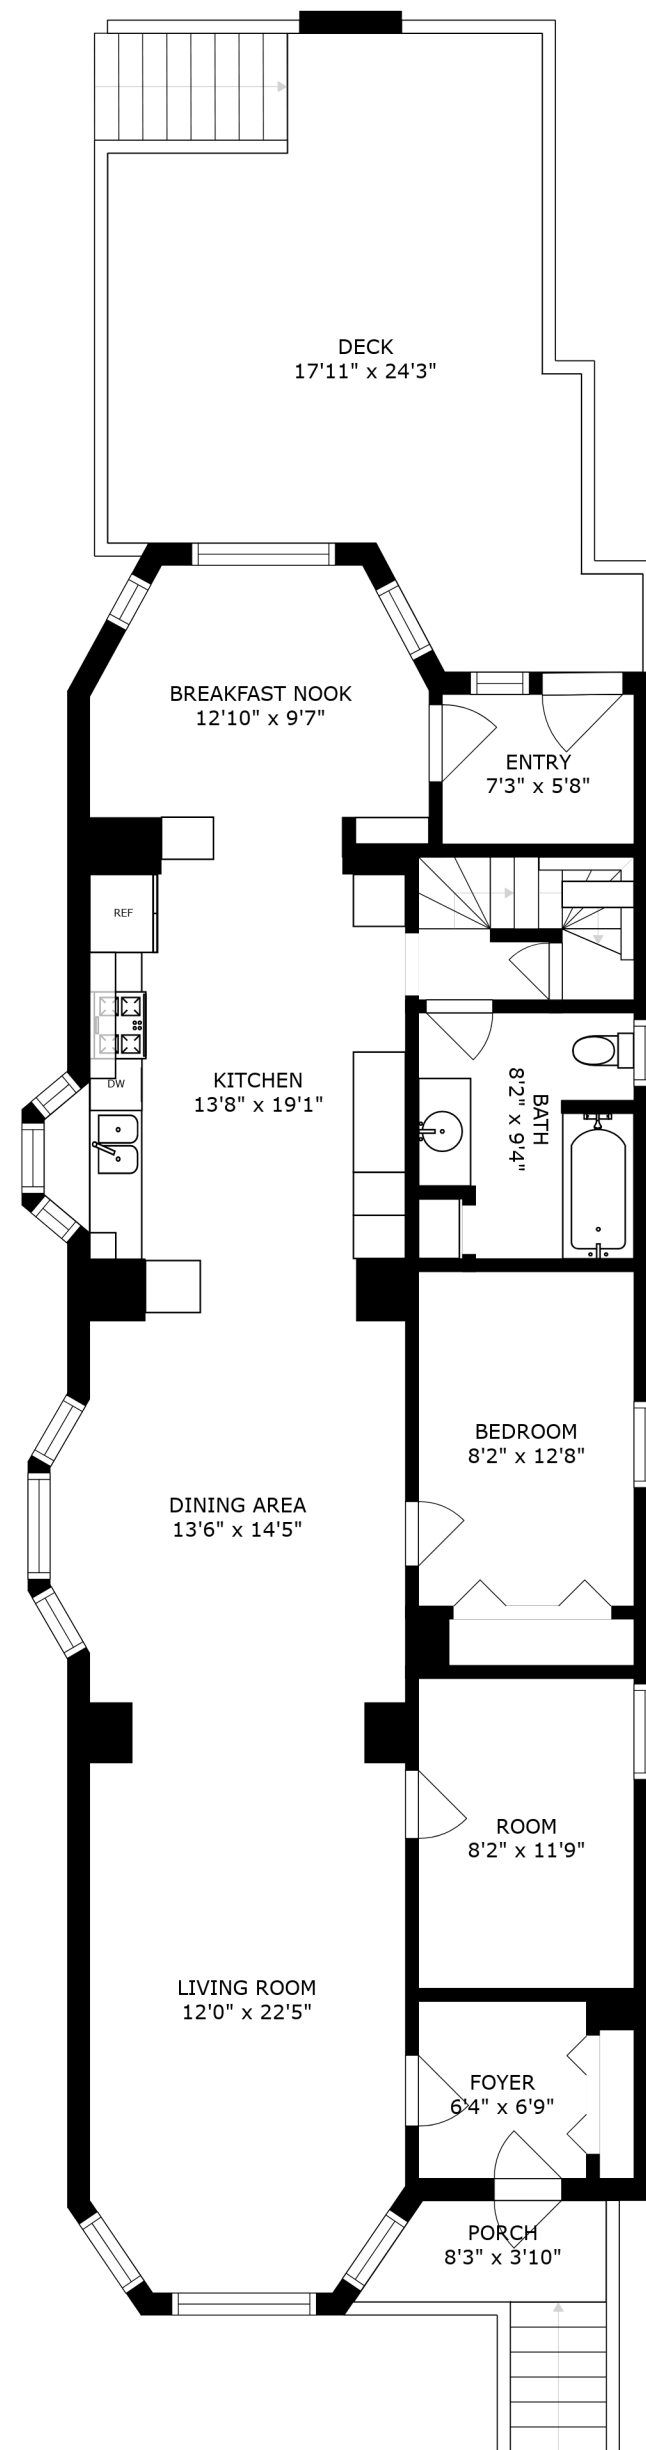 DECK
17'11" x 24'3"
BREAKFAST NOOK
12'10" x 9'7"
ENTRY
7'3" x 5'8"
REF
KITCHEN
13'8" x 19'1"
DW
BATH
8'2" x 9'4"
BEDROOM
8'2" x 12'8"
DINING AREA
13'6" x 14'5"
ROOM
8'2" x 11'9"
LIVING ROOM
12'0" x 22'5"
FOYER
6'4" x 6'9"
PORCH
8'3" x 3'10"